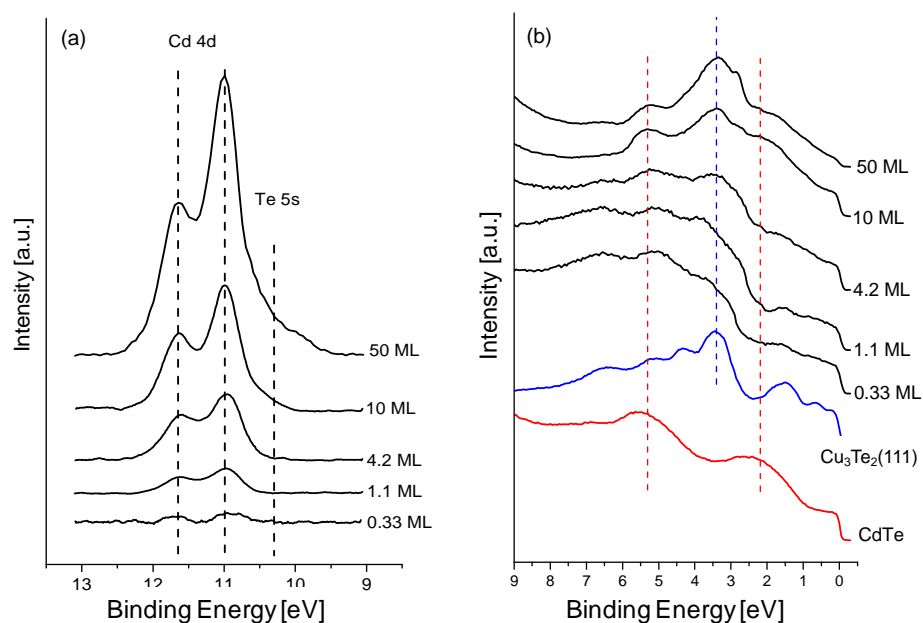 (a)
Cd 4d
Te 5s
50 ML
10 ML
4.2 ML
1.1 ML
0.33 ML
13 12 11 10 9
Binding Energy [eV]
Intensity [a.u.]
(b)
50 ML
10 ML
4.2 ML
1.1 ML
0.33 ML
Cu₃Te₂(111)
CdTe
9 8 7 6 5 4 3 2 1 0
Binding Energy [eV]
Intensity [a.u.]